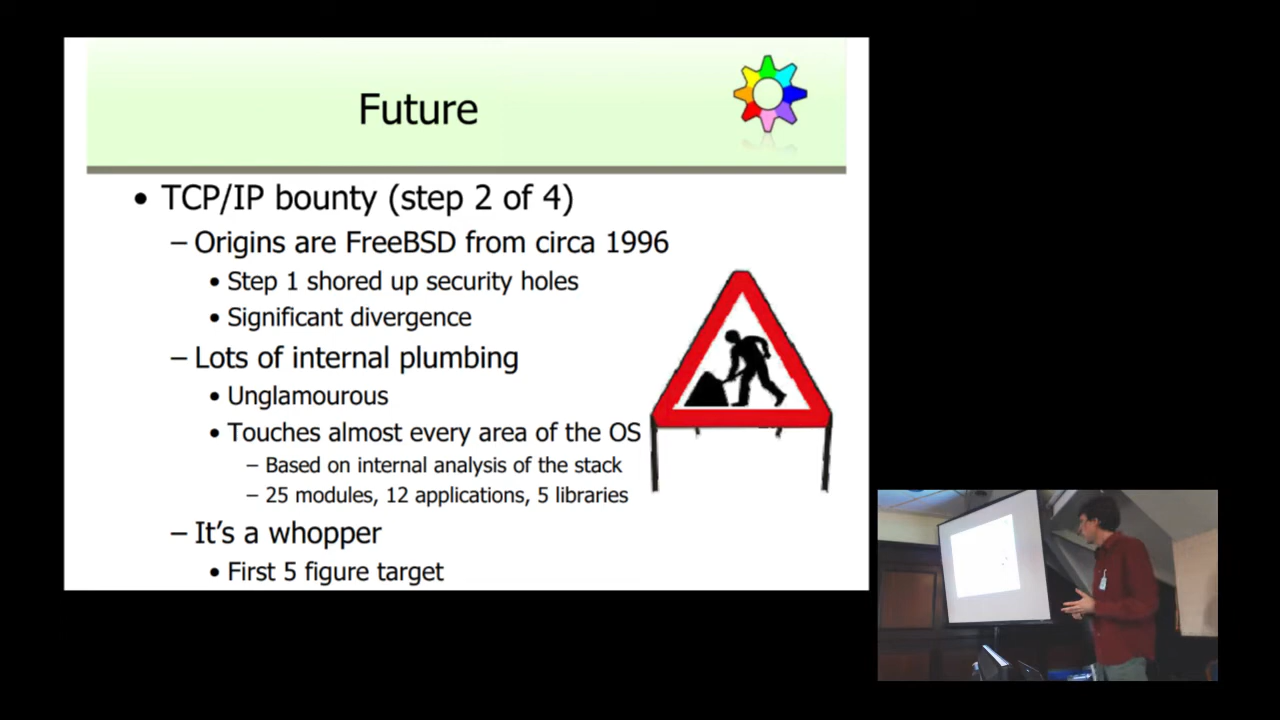 Future
• TCP/IP bounty (step 2 of 4)
– Origins are FreeBSD from circa 1996
• Step 1 shored up security holes
• Significant divergence
– Lots of internal plumbing
• Unglamourous
• Touches almost every area of the OS
– Based on internal analysis of the stack
– 25 modules, 12 applications, 5 libraries
– It's a whopper
• First 5 figure target